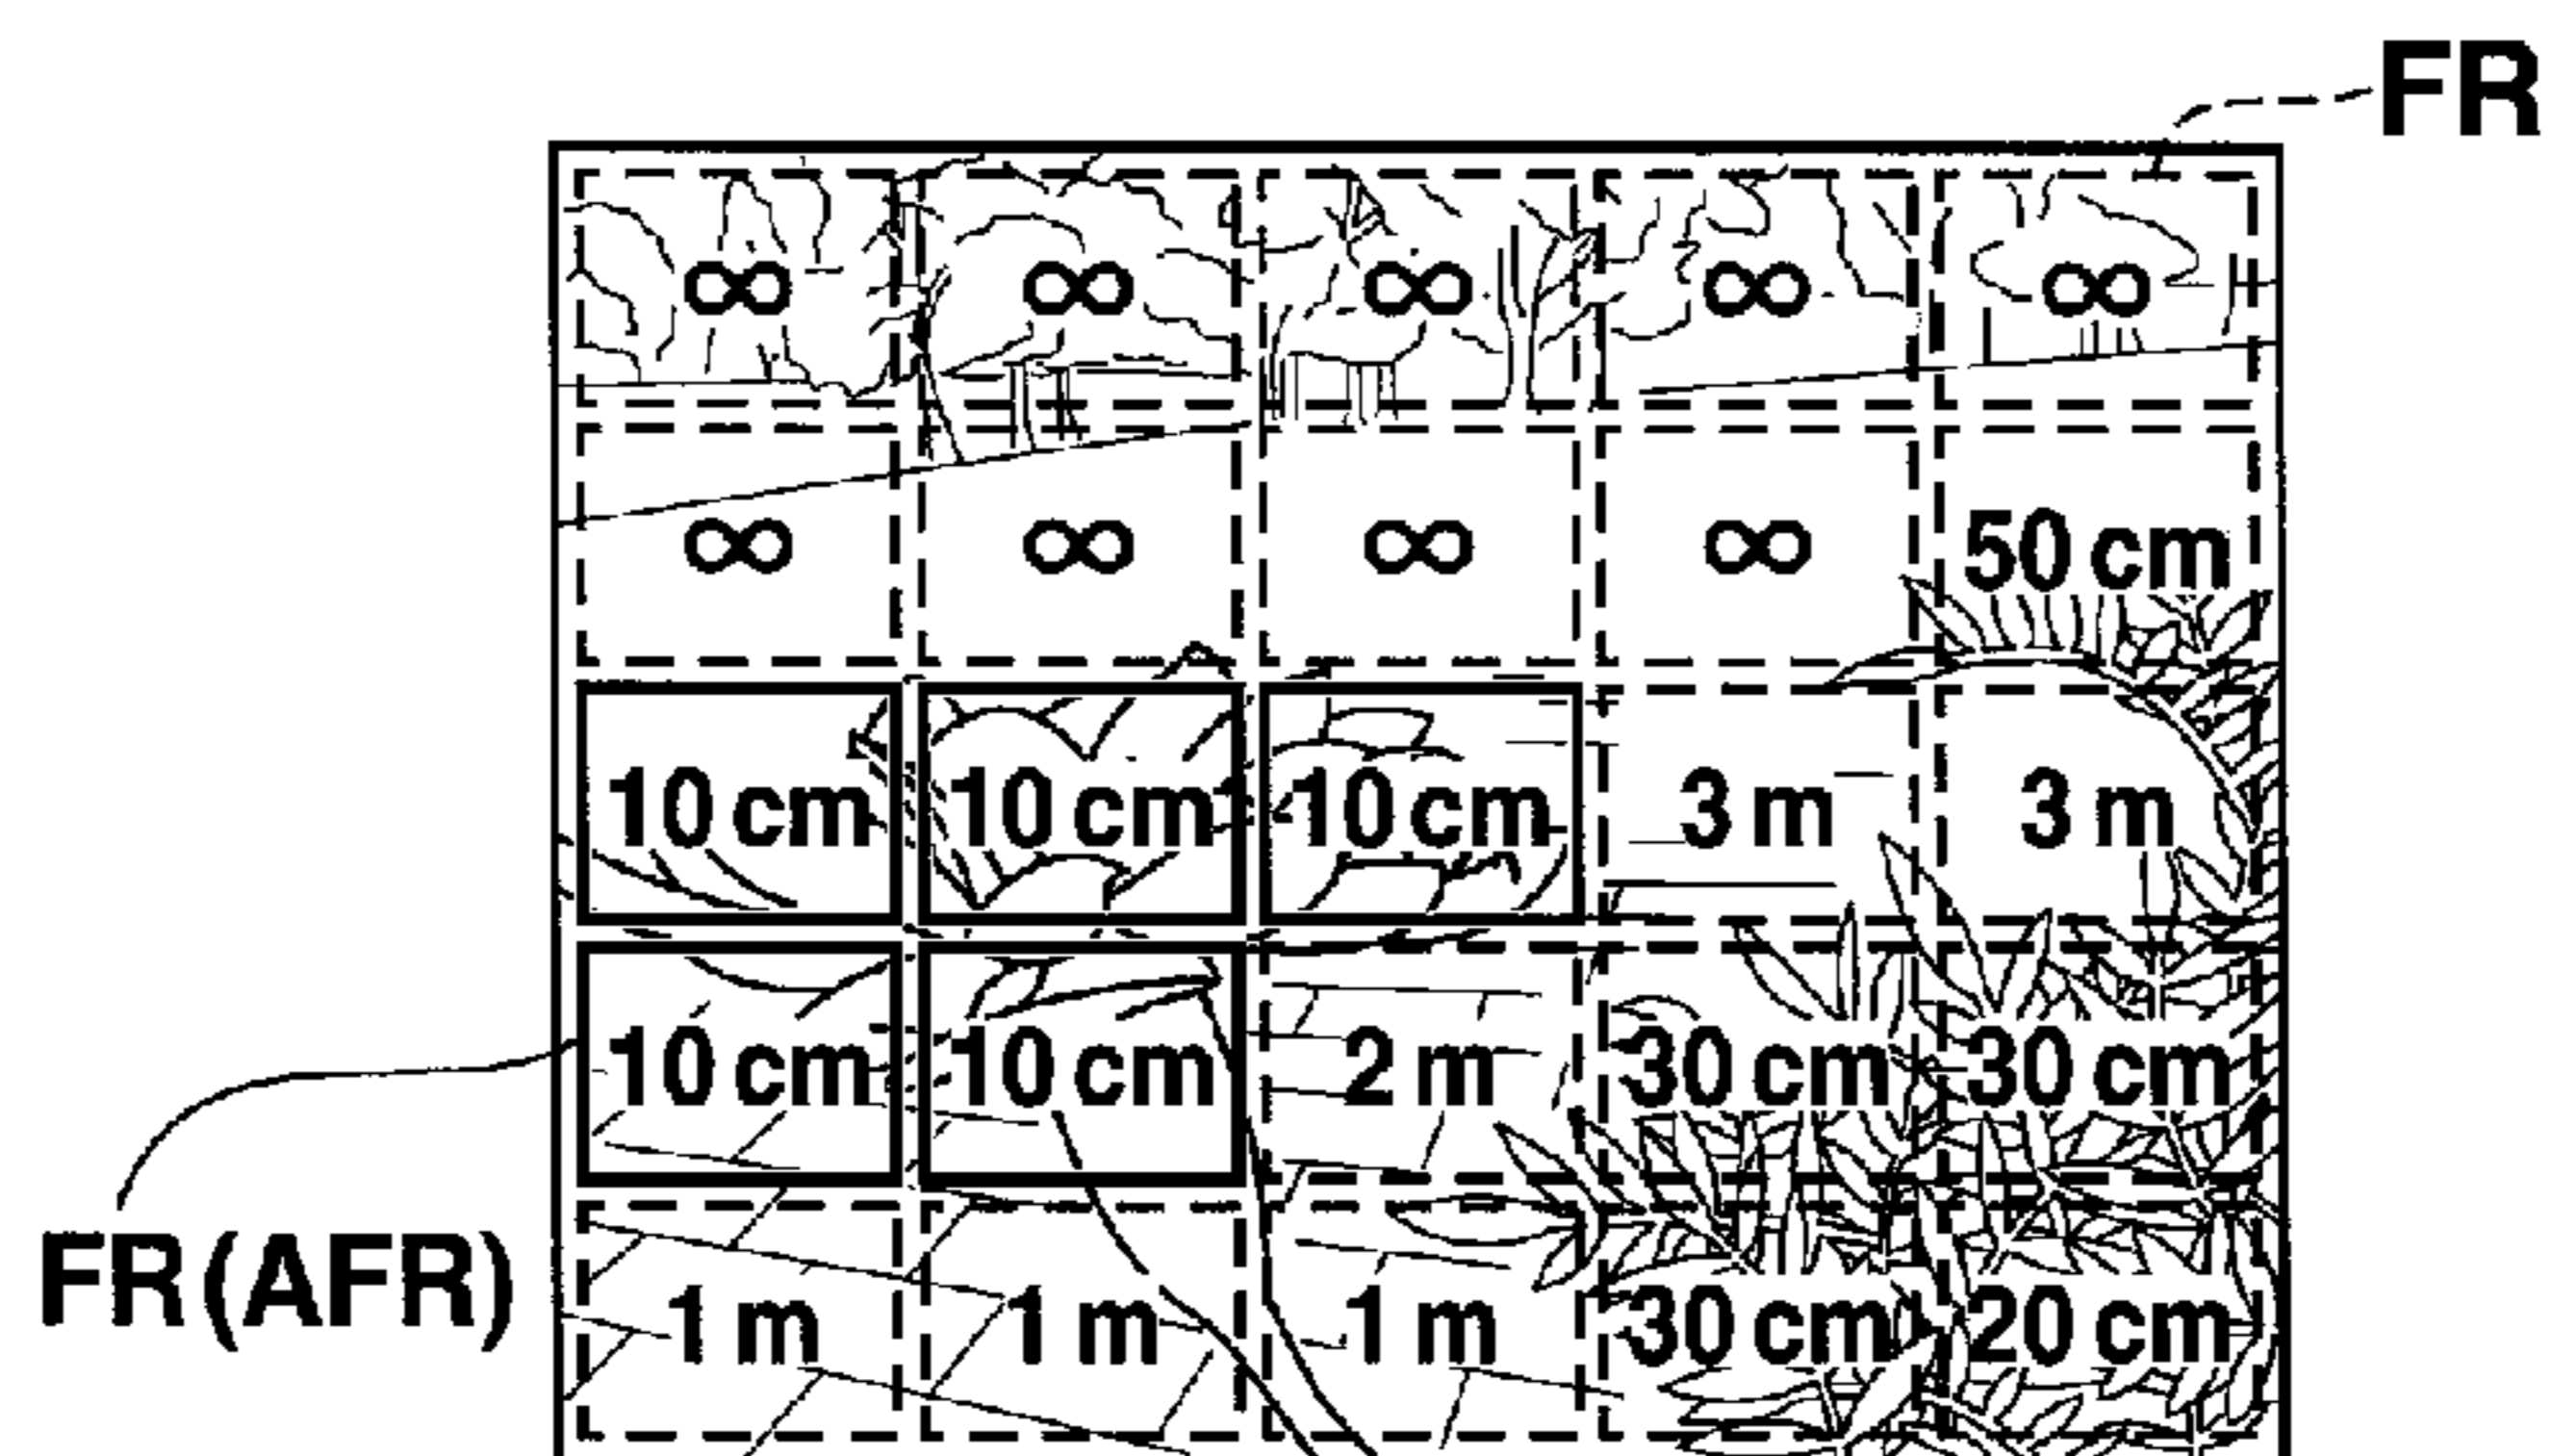 FR
∞ ∞ ∞ ∞ ∞
∞ ∞ ∞ ∞ 50 cm
10 cm 10 cm 10 cm 3 m 3 m
10 cm 10 cm 2 m 30 cm 30 cm
FR(AFR)
1 m 1 m 1 m 30 cm 20 cm